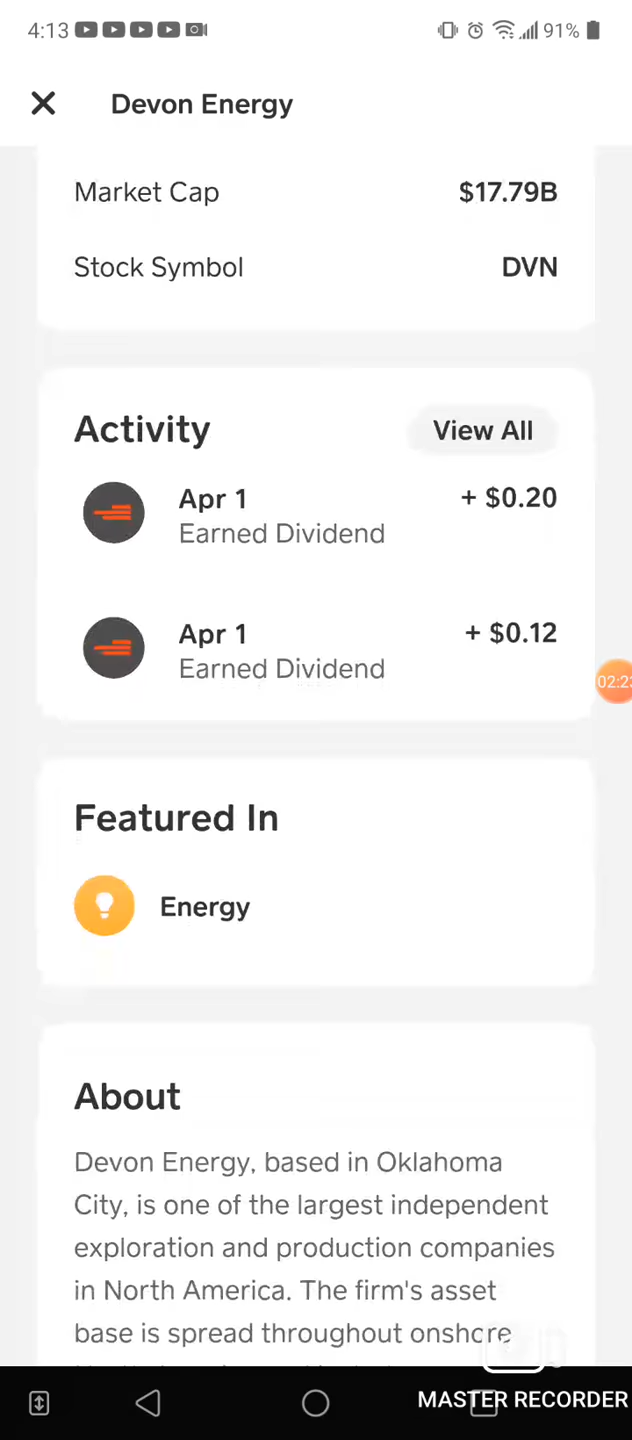 4:13 91%
Devon Energy
Market Cap $17.79B
Stock Symbol DVN
Activity View All
Apr 1 + $0.20
Earned Dividend
Apr 1 + $0.12
Earned Dividend
02:23
Featured In
Energy
About
Devon Energy, based in Oklahoma
City, is one of the largest independent
exploration and production companies
in North America. The firm's asset
base is spread throughout onshore
MASTER RECORDER